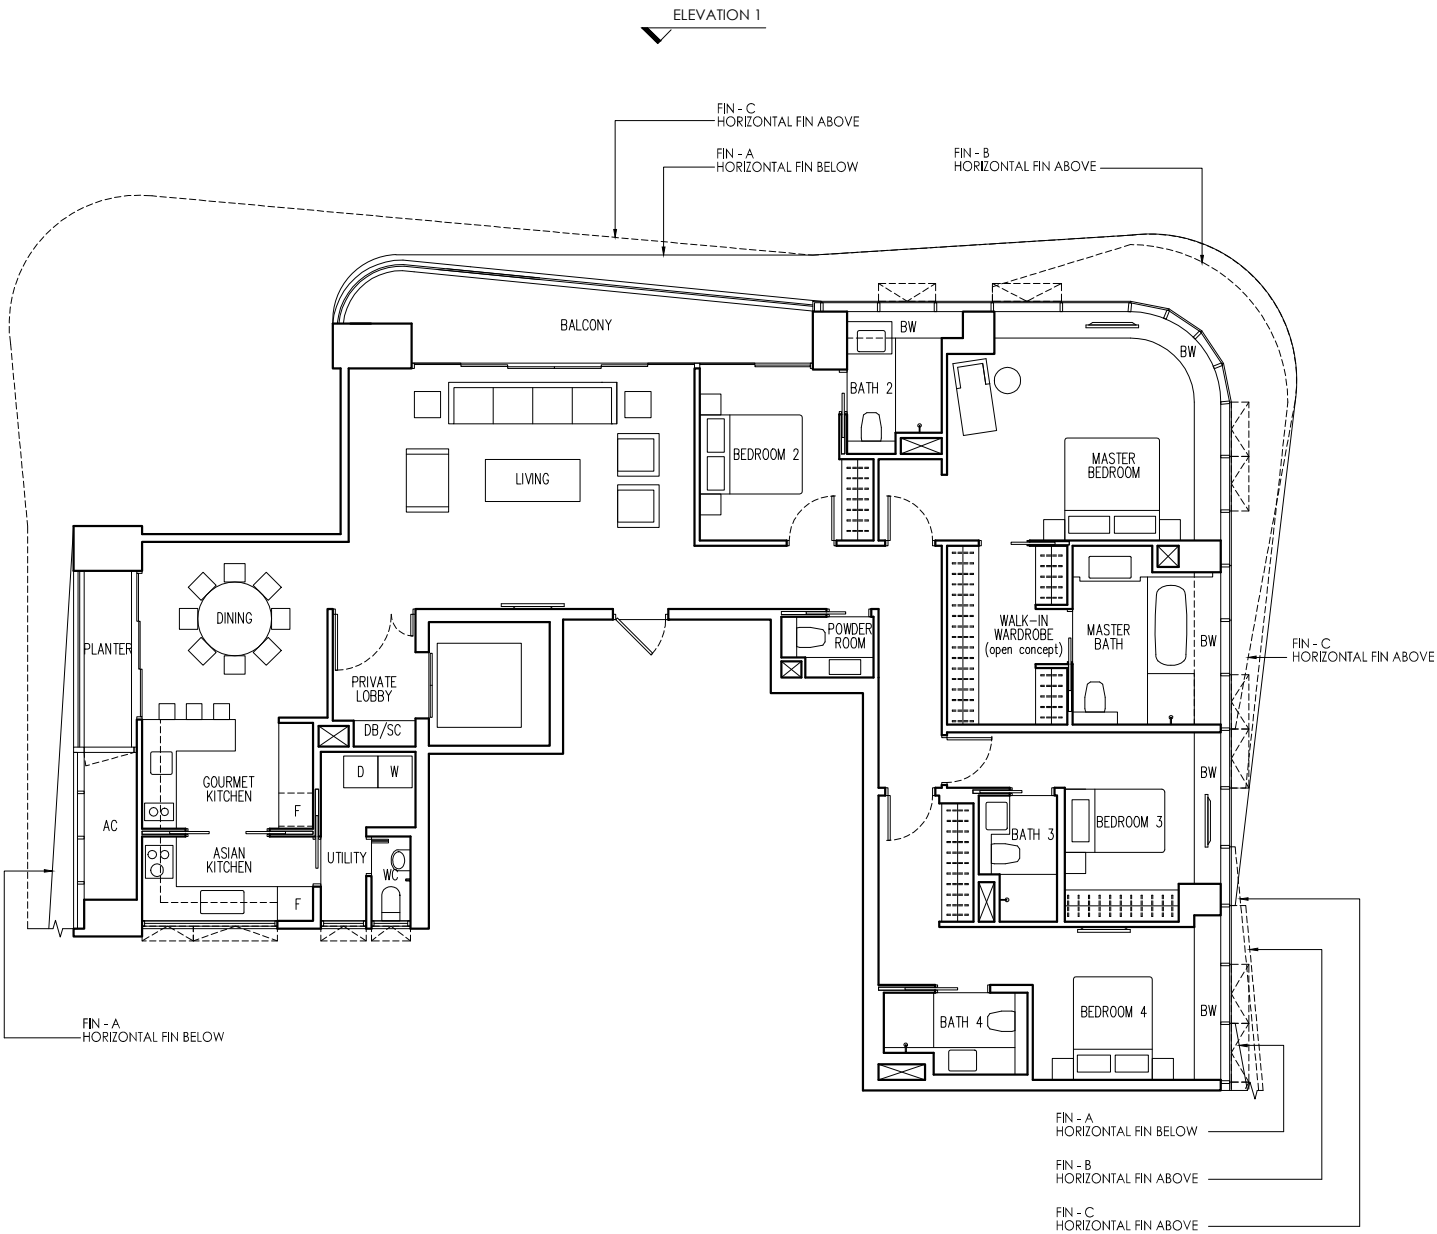 ELEVATION 1
FIN - C
HORIZONTAL FIN ABOVE
FIN - A
HORIZONTAL FIN BELOW
FIN - B
HORIZONTAL FIN ABOVE
BALCONY
BW
BW
BATH 2
BEDROOM 2
MASTER
BEDROOM
LIVING
DINING
PLANTER
POWDER
ROOM
WALK-IN
WARDROBE
(open concept)
MASTER
BATH
BW
FIN - C
HORIZONTAL FIN ABOVE
PRIVATE
LOBBY
DB/SC
D
W
GOURMET
KITCHEN
F
BW
AC
BATH 3
BEDROOM 3
ASIAN
KITCHEN
UTILITY
WC
F
BATH 4
BEDROOM 4
BW
FIN - A
HORIZONTAL FIN BELOW
FIN - A
HORIZONTAL FIN BELOW
FIN - B
HORIZONTAL FIN ABOVE
FIN - C
HORIZONTAL FIN ABOVE